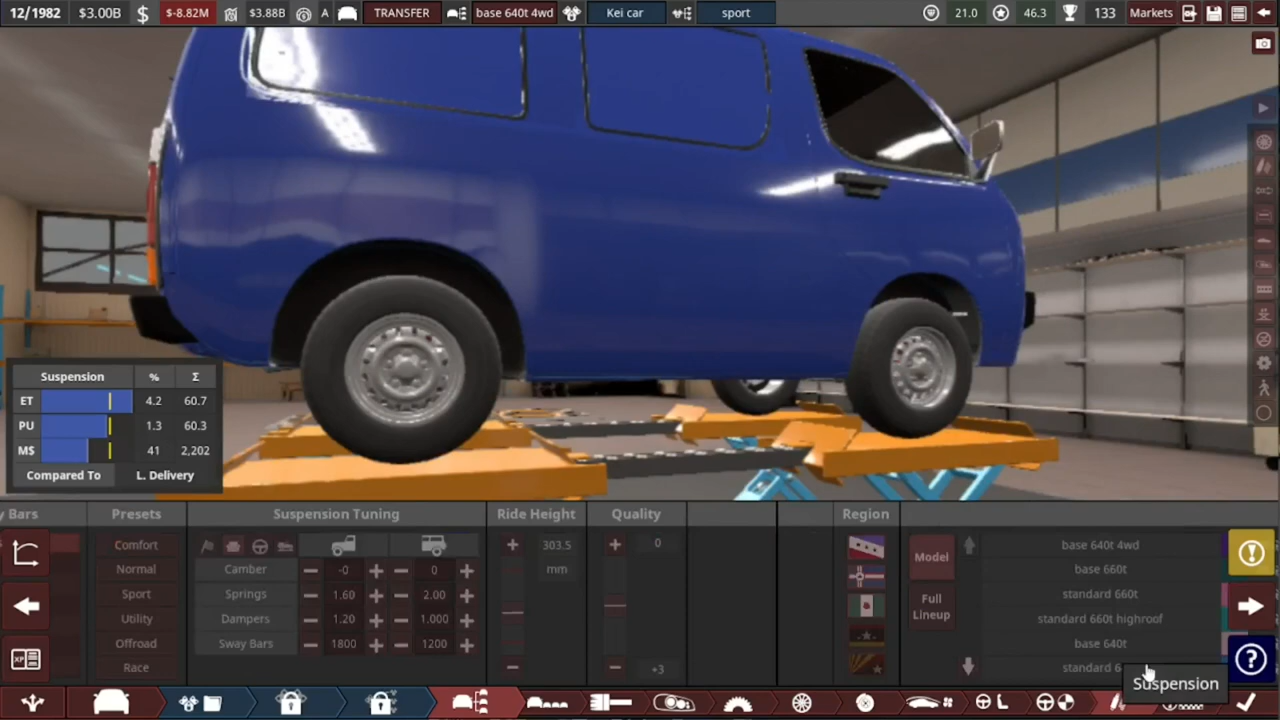 12/1982 $3.00B $ $-8.82M $3.88B A TRANSFER base 640t 4wd Kei car sport 21.0 46.3 133 Markets
Suspension % Σ
ET 4.2 60.7
PU 1.3 60.3
M$ 41 2,202
Compared To L. Delivery
y Bars Presets Suspension Tuning Ride Height Quality Region
Comfort + 303.5 + 0 base 640t 4wd
Normal Camber − -0 + − 0 + mm Model base 660t
Sport Springs − 1.60 + − 2.00 + standard 660t
Utility Dampers − 1.20 + − 1.000 + Full Lineup standard 660t highroof
Offroad Sway Bars − 1800 + − 1200 + base 640t
Race − − +3 standard 6
Suspension